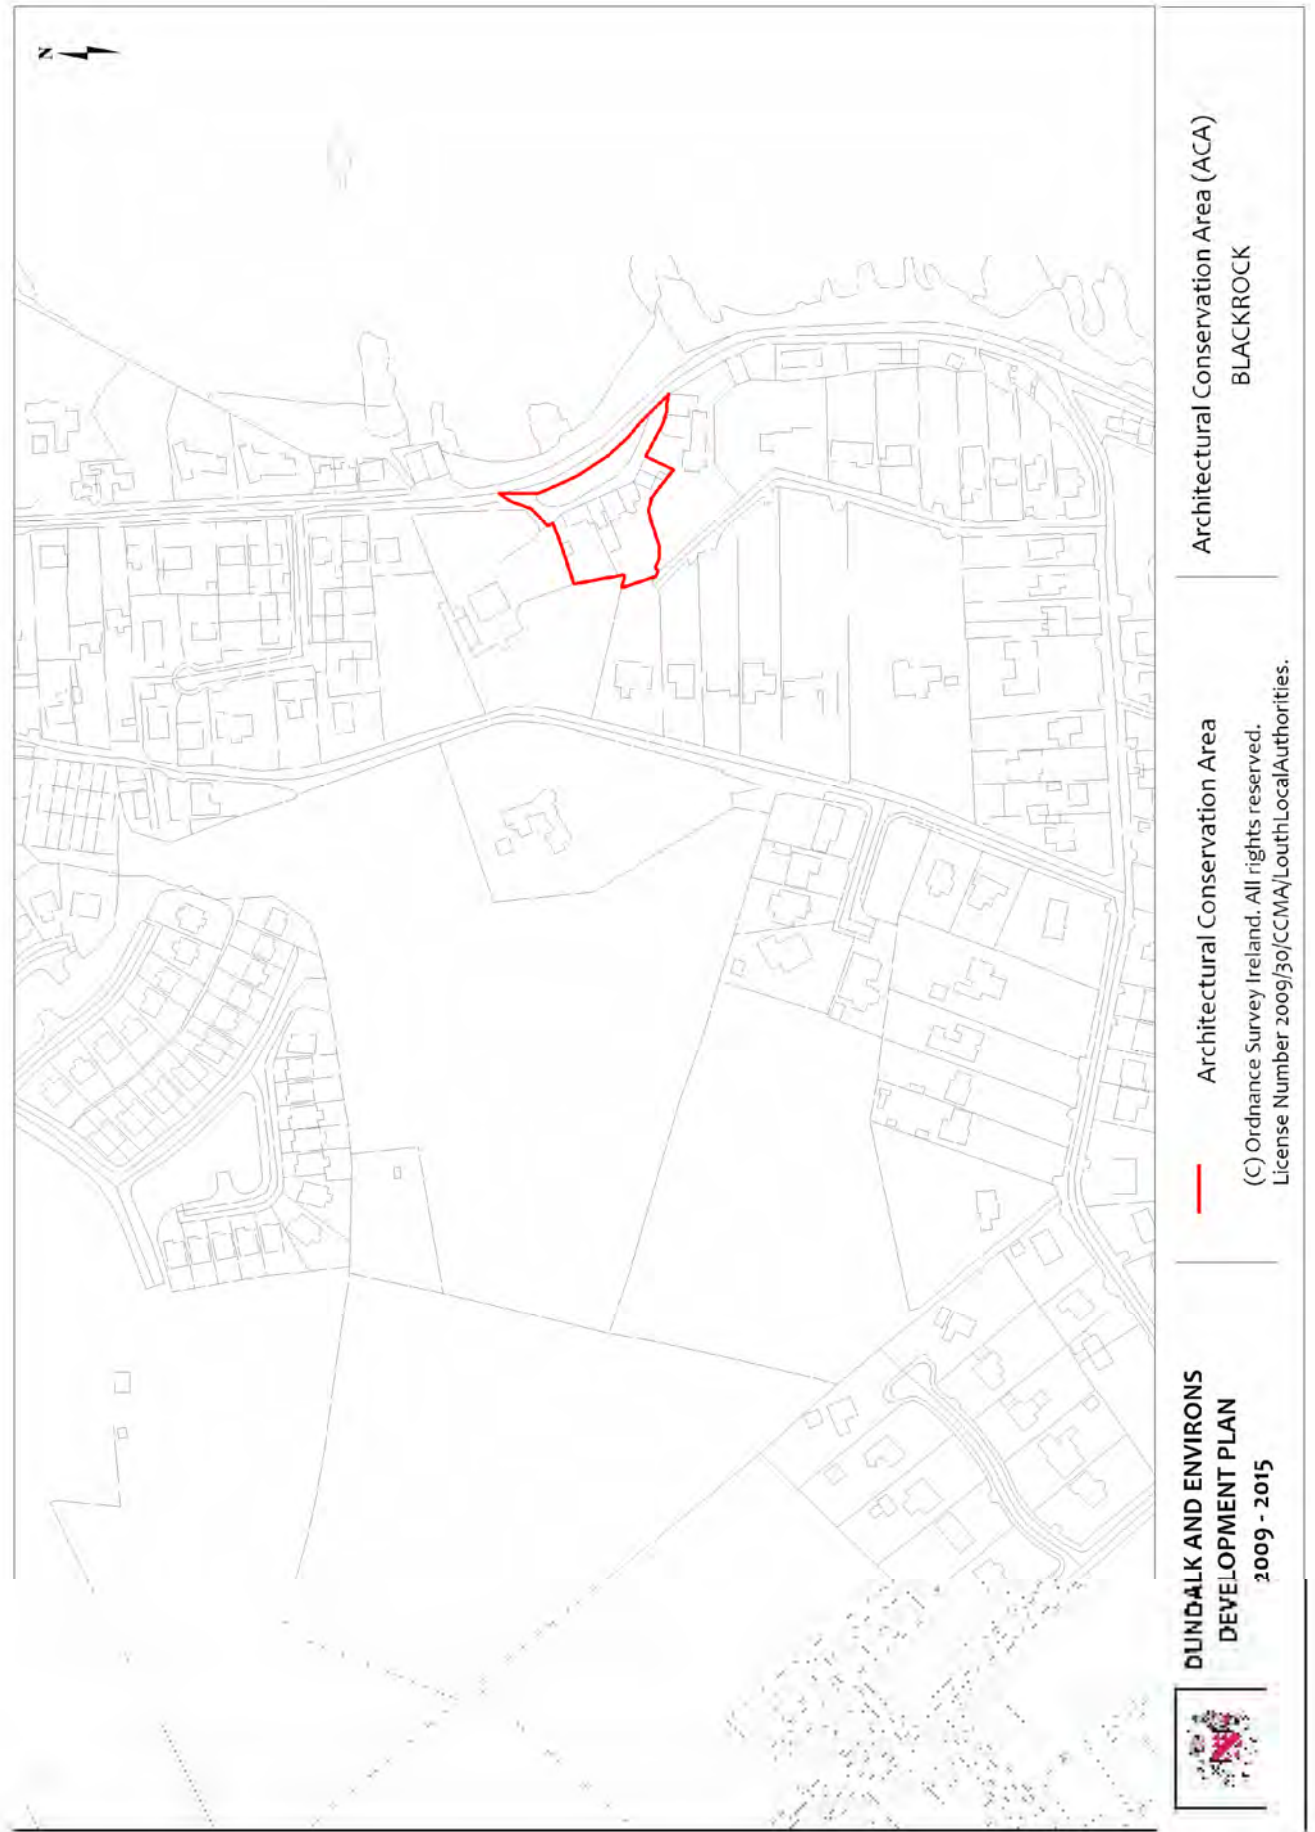 N
DUNDALK AND ENVIRONS
DEVELOPMENT PLAN
2009 - 2015
Architectural Conservation Area
(C) Ordnance Survey Ireland. All rights reserved.
License Number 2009/30/CCMA/LouthLocalAuthorities.
Architectural Conservation Area (ACA)
BLACKROCK